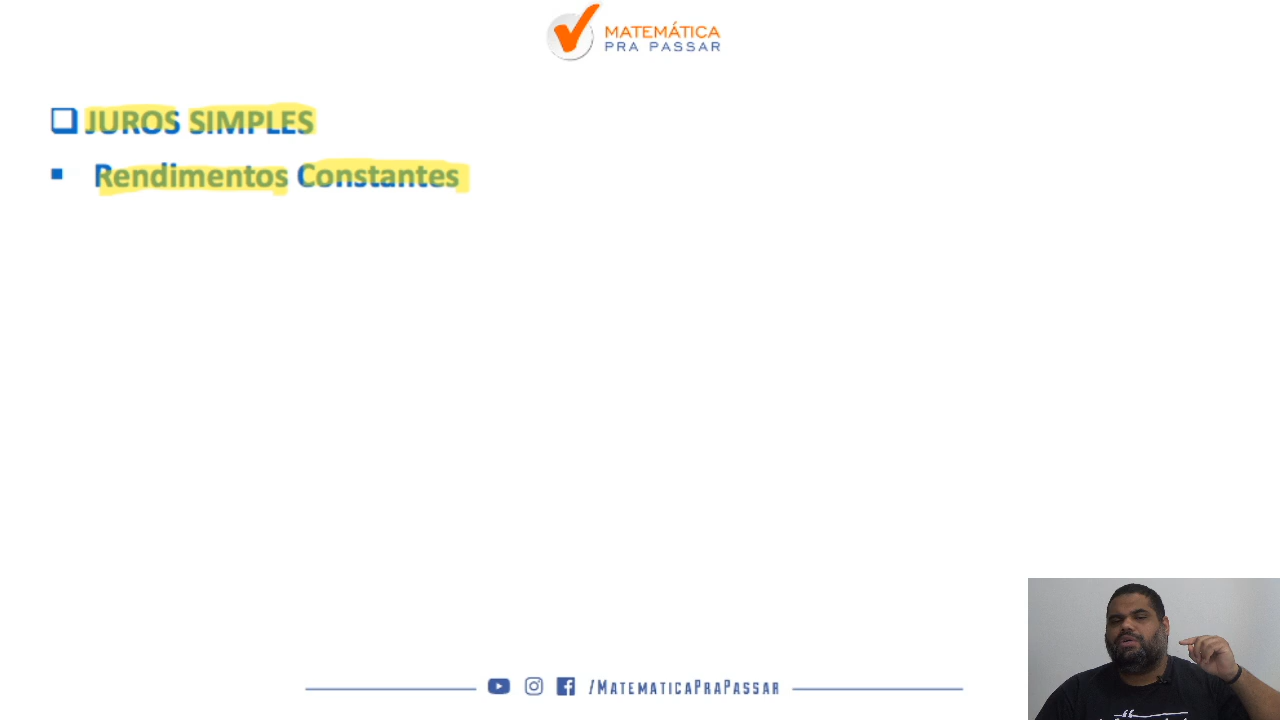 MATEMÁTICA
PRA PASSAR
JUROS SIMPLES
Rendimentos Constantes
/MATEMATICAPRAPASSAR